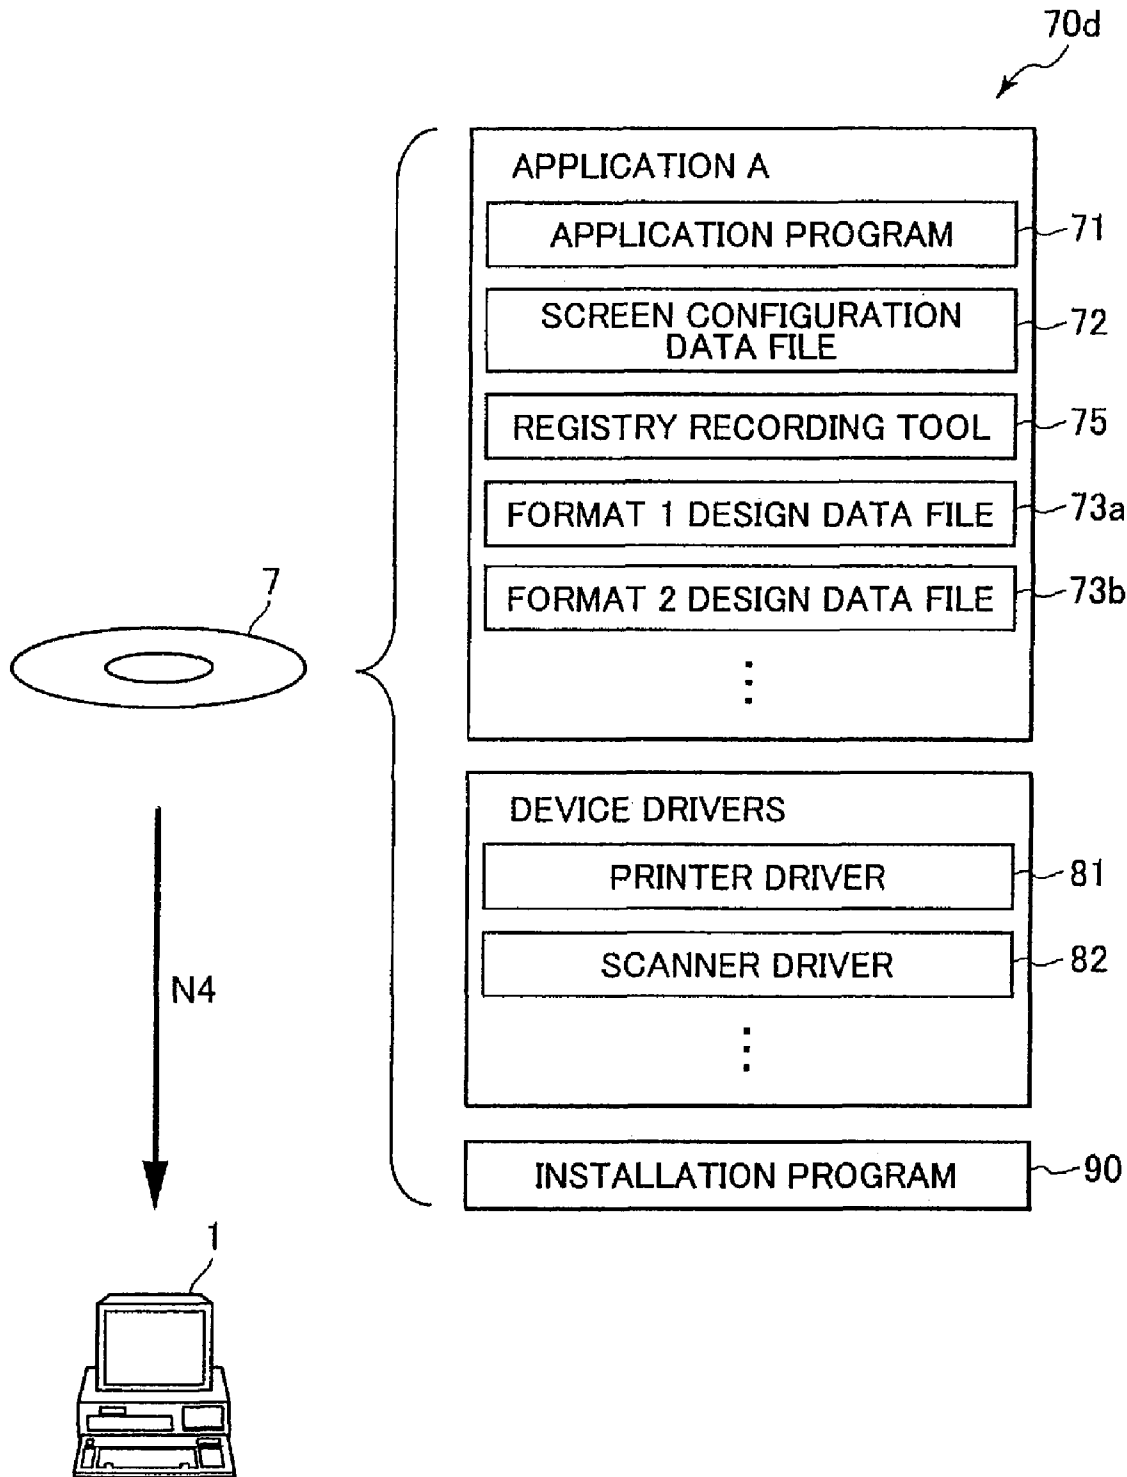 70d
APPLICATION A
APPLICATION PROGRAM
71
SCREEN CONFIGURATION
DATA FILE
72
REGISTRY RECORDING TOOL
75
FORMAT 1 DESIGN DATA FILE
73a
FORMAT 2 DESIGN DATA FILE
73b
7
DEVICE DRIVERS
PRINTER DRIVER
81
SCANNER DRIVER
82
N4
INSTALLATION PROGRAM
90
1